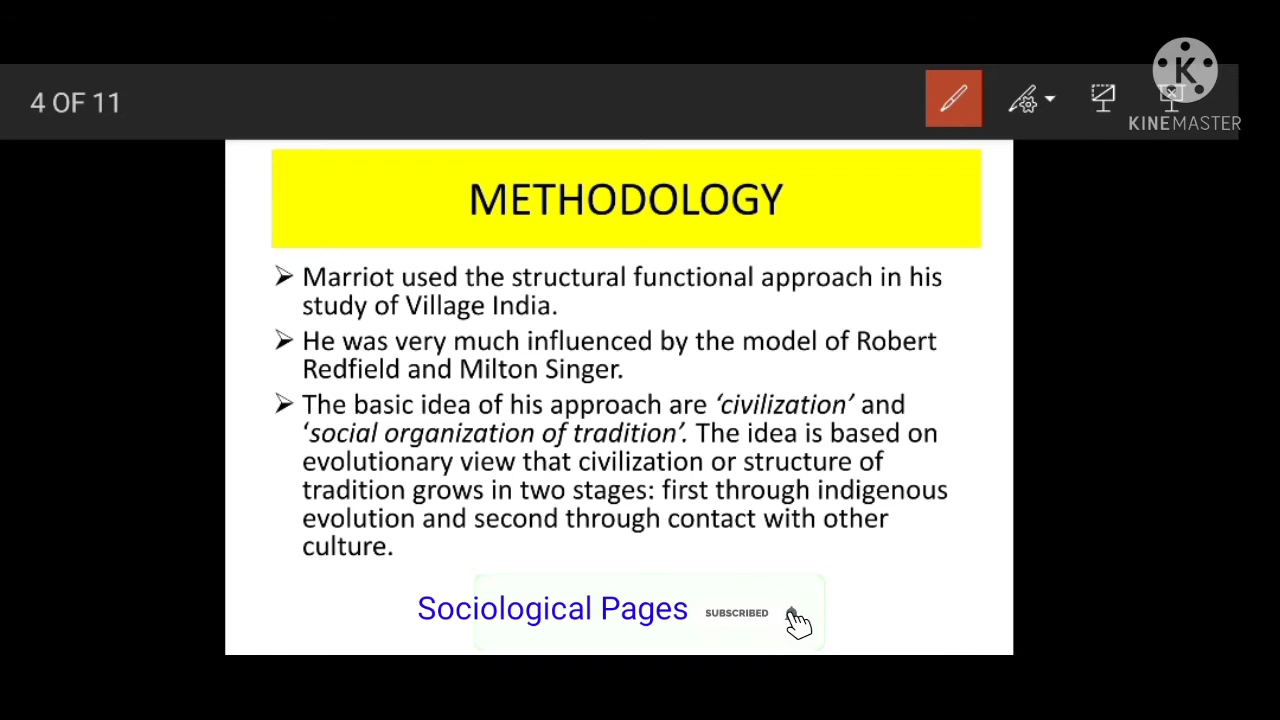 4 OF 11
K
KINEMASTER
METHODOLOGY
Marriot used the structural functional approach in his
study of Village India.
He was very much influenced by the model of Robert
Redfield and Milton Singer.
The basic idea of his approach are ‘civilization’ and
‘social organization of tradition’. The idea is based on
evolutionary view that civilization or structure of
tradition grows in two stages: first through indigenous
evolution and second through contact with other
culture.
Sociological Pages SUBSCRIBED